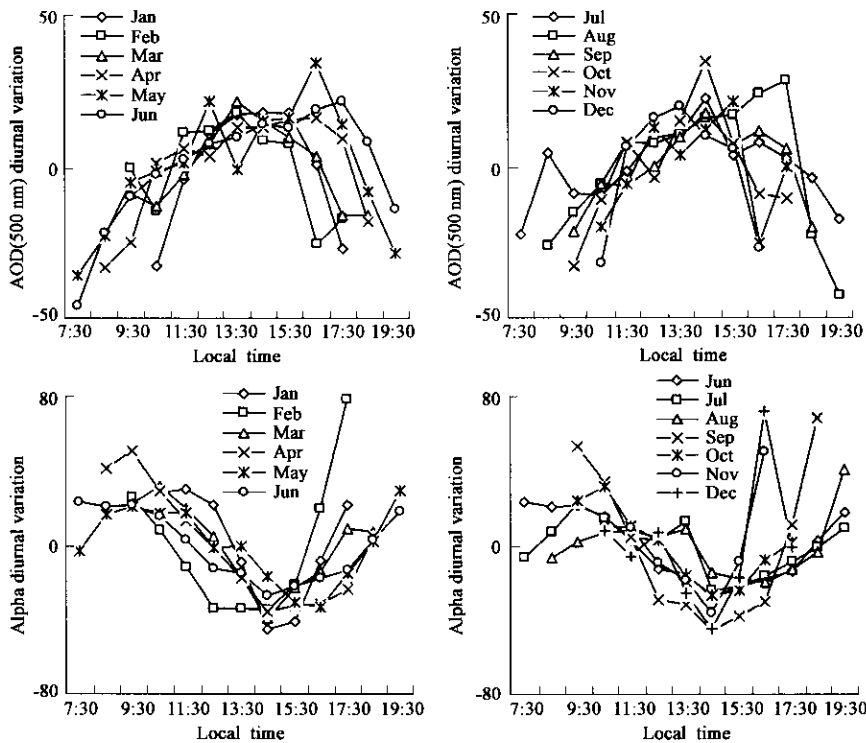 AOD(500 nm) diurnal variation
50
0
-50
Jan
Feb
Mar
Apr
May
Jun
7:30 9:30 11:30 13:30 15:30 17:30 19:30
Local time
AOD(500 nm) diurnal variation
50
0
-50
Jul
Aug
Sep
Oct
Nov
Dec
7:30 9:30 11:30 13:30 15:30 17:30 19:30
Local time
Alpha diurnal variation
80
0
-80
Jan
Feb
Mar
Apr
May
Jun
7:30 9:30 11:30 13:30 15:30 17:30 19:30
Local time
Alpha diurnal variation
80
0
-80
Jun
Jul
Aug
Sep
Oct
Nov
Dec
7:30 9:30 11:30 13:30 15:30 17:30 19:30
Local time